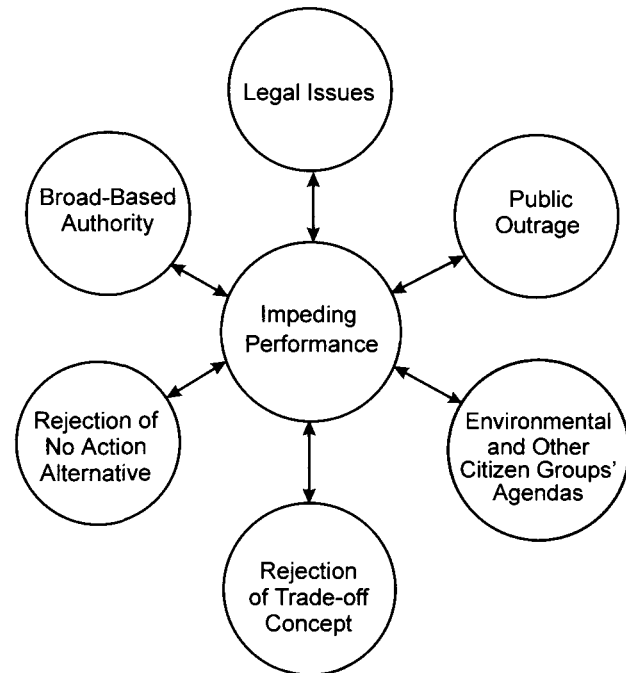 Legal Issues
Broad-Based
Authority
Public
Outrage
Impeding
Performance
Rejection of
No Action
Alternative
Environmental
and Other
Citizen Groups’
Agendas
Rejection
of Trade-off
Concept